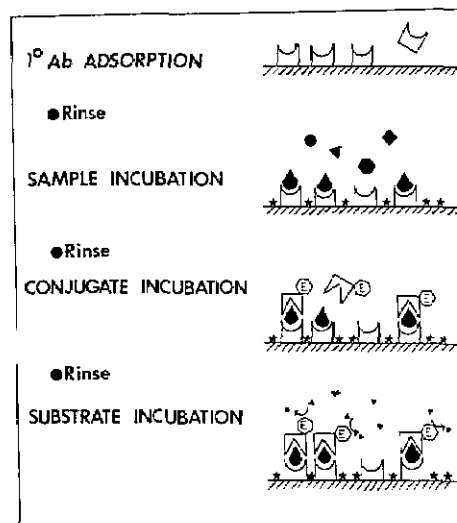 1° Ab ADSORPTION
●Rinse
SAMPLE INCUBATION
●Rinse
CONJUGATE INCUBATION
E
E
E
●Rinse
SUBSTRATE INCUBATION
E
E
E